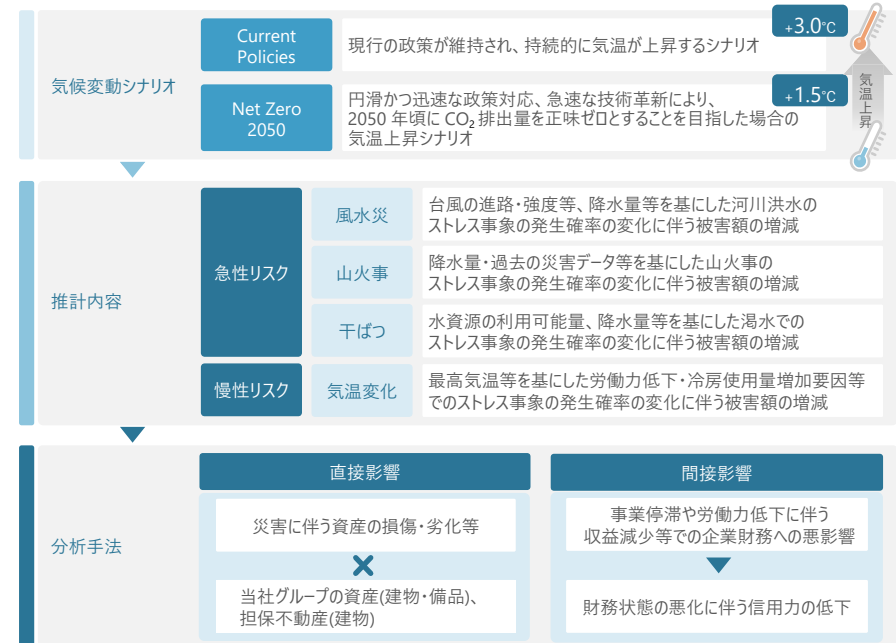 気候変動シナリオ
Current
Policies
現行の政策が維持され、持続的に気温が上昇するシナリオ
+3.0℃
Net Zero
2050
円滑かつ迅速な政策対応、急速な技術革新により、
2050 年頃に CO₂ 排出量を正味ゼロとすることを目指した場合の
気温上昇シナリオ
+1.5℃
気温上昇
推計内容
急性リスク
風水災
台風の進路・強度等、降水量等を基にした河川洪水の
ストレス事象の発生確率の変化に伴う被害額の増減
山火事
降水量・過去の災害データ等を基にした山火事の
ストレス事象の発生確率の変化に伴う被害額の増減
干ばつ
水資源の利用可能量、降水量等を基にした渇水での
ストレス事象の発生確率の変化に伴う被害額の増減
慢性リスク
気温変化
最高気温等を基にした労働力低下・冷房使用量増加要因等
でのストレス事象の発生確率の変化に伴う被害額の増減
分析手法
直接影響
災害に伴う資産の損傷・劣化等
当社グループの資産(建物・備品)、
担保不動産(建物)
間接影響
事業停滞や労働力低下に伴う
収益減少等での企業財務への悪影響
財務状態の悪化に伴う信用力の低下